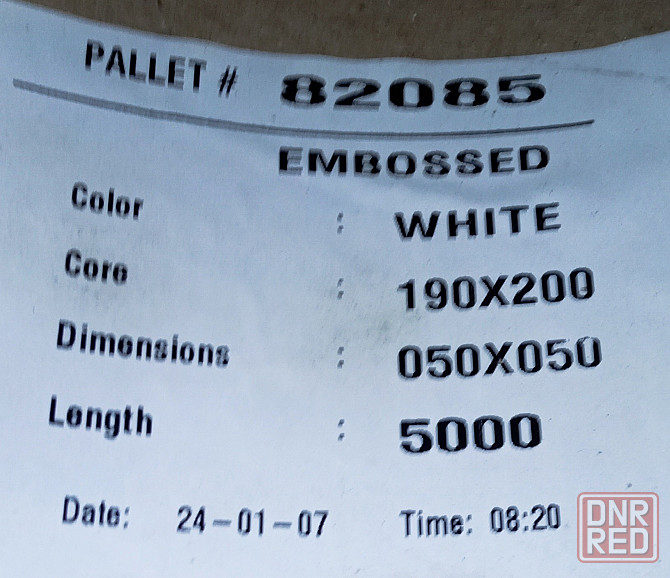 PALLET # 82085
EMBOSSED
Color : WHITE
Core : 190X200
Dimensions : 050X050
Length : 5000
Date: 24-01-07 Time: 08:20
DNR
RED